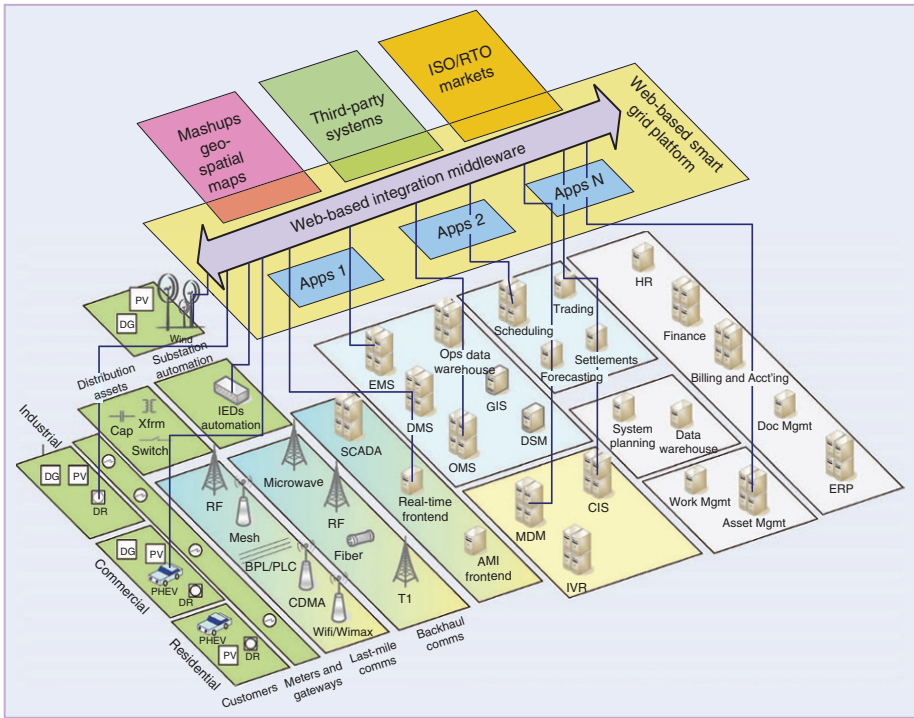 ISO/RTO
markets
Third-party
systems
Mashups
geo-
spatial
maps
Web-based smart
grid platform
Web-based integration middleware
Apps N
Apps 2
Apps 1
PV
DG
Wind
Substation automation
Distribution
assets
IEDs
automation
Xfrm
Cap
Switch
Industrial
DG
PV
DR
Commercial
DG
PV
PHEV
DR
Residential
PHEV
PV
DR
Customers
Meters and
gateways
Last-mile
comms
Backhaul
comms
RF
Mesh
BPL/PLC
CDMA
Wifi/Wimax
Microwave
RF
Fiber
T1
SCADA
Real-time
frontend
AMI
frontend
EMS
Ops data
warehouse
DMS
GIS
OMS
DSM
Trading
Scheduling
Settlements
Forecasting
System
planning
Data
warehouse
MDM
CIS
IVR
Work Mgmt
Asset Mgmt
HR
Finance
Billing and Acct'ing
Doc Mgmt
ERP